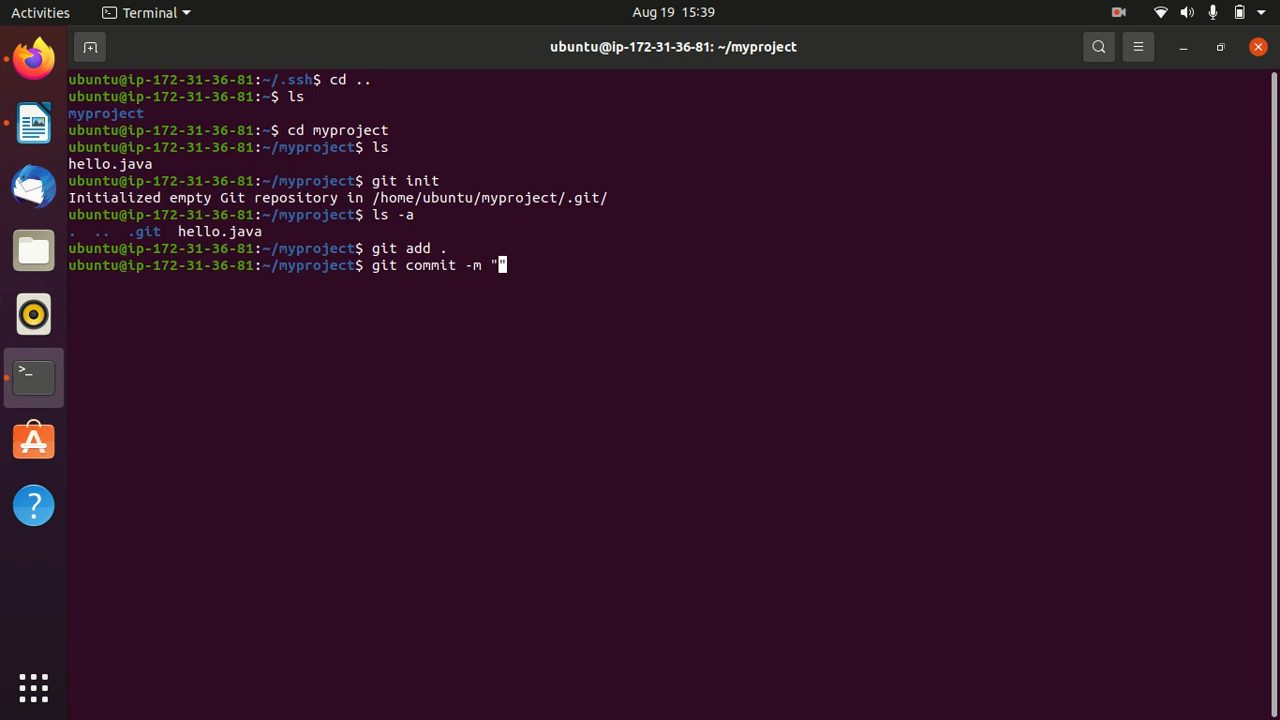 Activities Terminal Aug 19 15:39
ubuntu@ip-172-31-36-81: ~/myproject
ubuntu@ip-172-31-36-81:~/.ssh$ cd ..
ubuntu@ip-172-31-36-81:~$ ls
myproject
ubuntu@ip-172-31-36-81:~$ cd myproject
ubuntu@ip-172-31-36-81:~/myproject$ ls
hello.java
ubuntu@ip-172-31-36-81:~/myproject$ git init
Initialized empty Git repository in /home/ubuntu/myproject/.git/
ubuntu@ip-172-31-36-81:~/myproject$ ls -a
.  ..  .git  hello.java
ubuntu@ip-172-31-36-81:~/myproject$ git add .
ubuntu@ip-172-31-36-81:~/myproject$ git commit -m ""